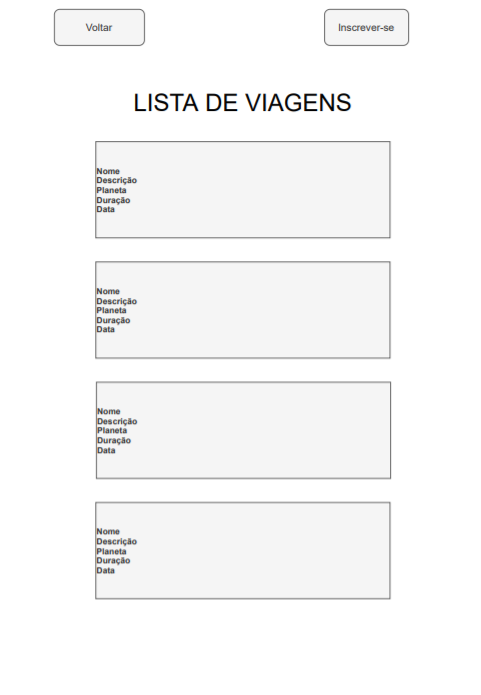 Voltar
Inscrever-se
LISTA DE VIAGENS
Nome
Descrição
Planeta
Duração
Data
Nome
Descrição
Planeta
Duração
Data
Nome
Descrição
Planeta
Duração
Data
Nome
Descrição
Planeta
Duração
Data